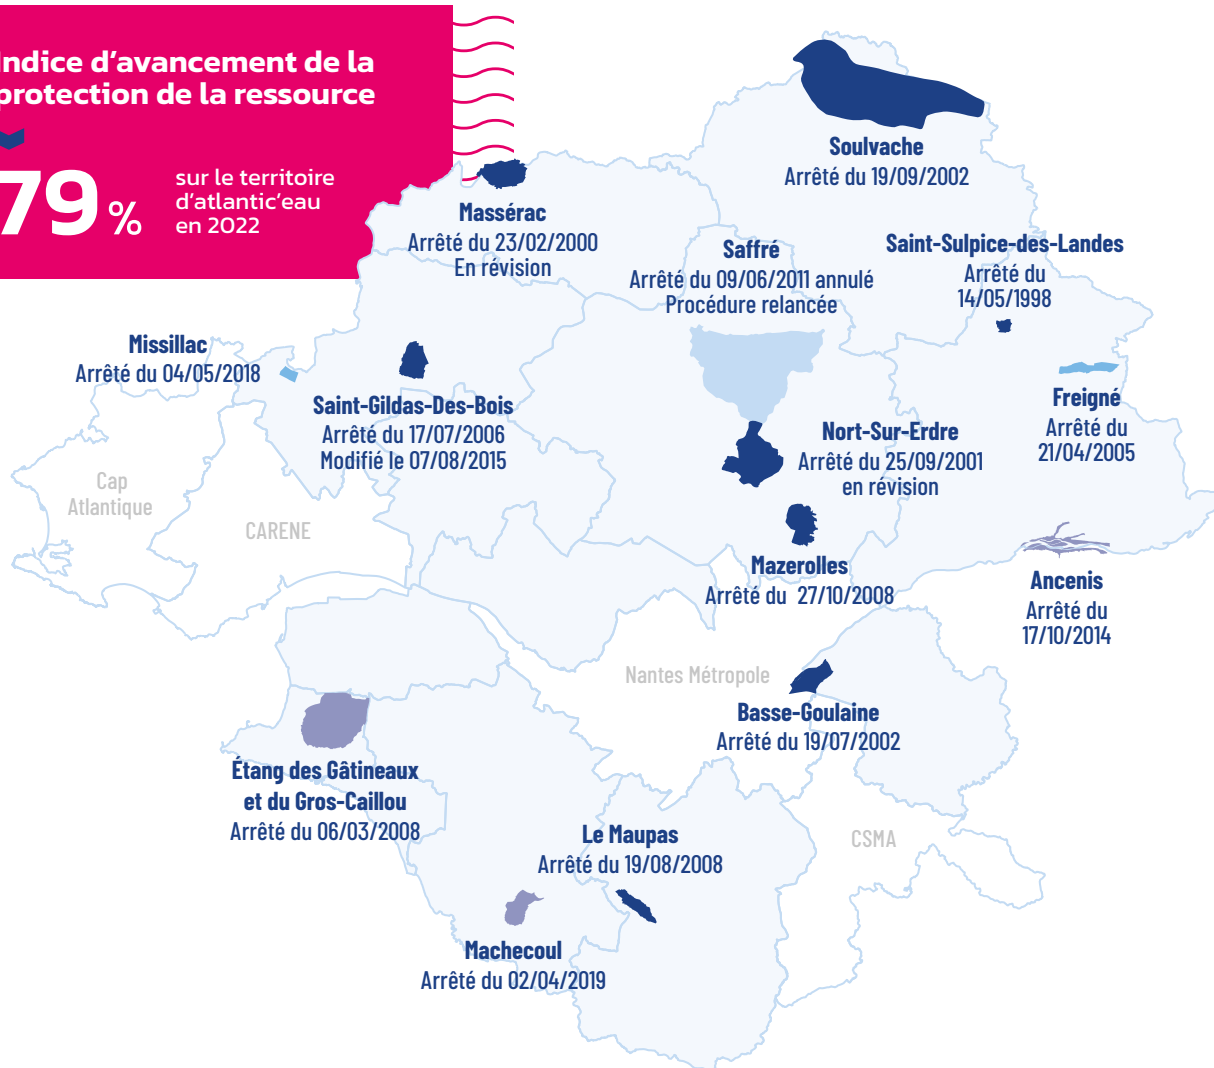 Indice d'avancement de la
protection de la ressource
79 %
sur le territoire
d'atlantic'eau
en 2022
Soulvache
Arrêté du 19/09/2002
Massérac
Arrêté du 23/02/2000
En révision
Saffré
Arrêté du 09/06/2011 annulé
Procédure relancée
Saint-Sulpice-des-Landes
Arrêté du
14/05/1998
Missillac
Arrêté du 04/05/2018
Saint-Gildas-Des-Bois
Arrêté du 17/07/2006
Modifié le 07/08/2015
Freigné
Arrêté du
21/04/2005
Nort-Sur-Erdre
Arrêté du 25/09/2001
en révision
Cap
Atlantique
CARENE
Mazerolles
Arrêté du 27/10/2008
Ancenis
Arrêté du
17/10/2014
Nantes Métropole
Basse-Goulaine
Arrêté du 19/07/2002
Étang des Gâtineaux
et du Gros-Caillou
Arrêté du 06/03/2008
Le Maupas
Arrêté du 19/08/2008
CSMA
Machecoul
Arrêté du 02/04/2019